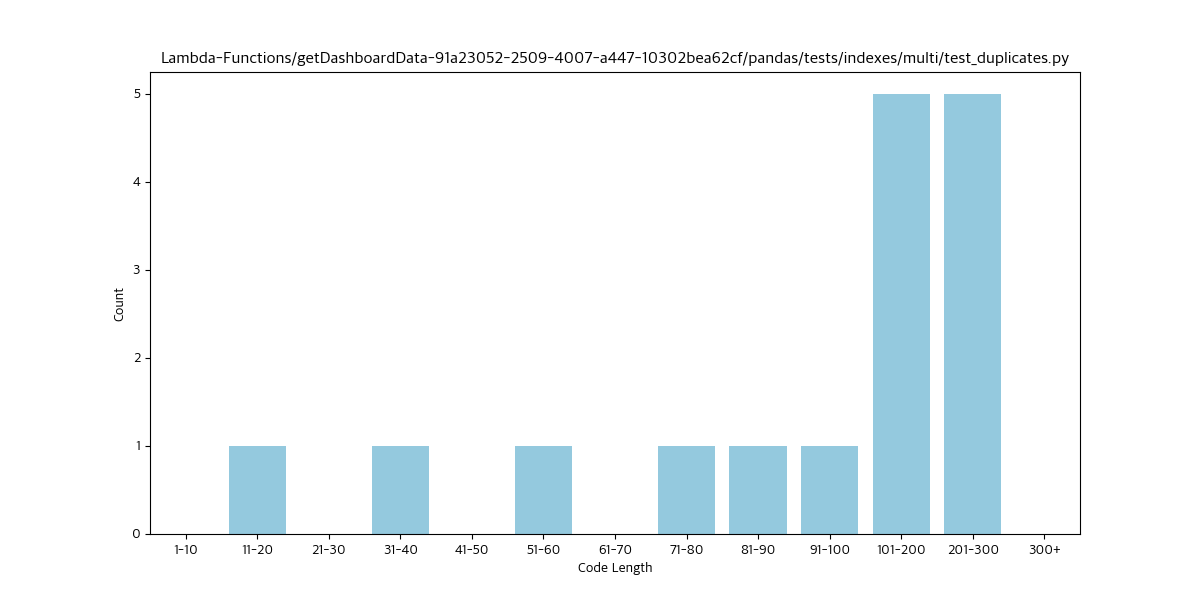 Lambda-Functions/getDashboardData-91a23052-2509-4007-a447-10302bea62cf/pandas/tests/indexes/multi/test_duplicates.py
5
4
3
2
1
0
Count
1-10 11-20 21-30 31-40 41-50 51-60 61-70 71-80 81-90 91-100 101-200 201-300 300+
Code Length